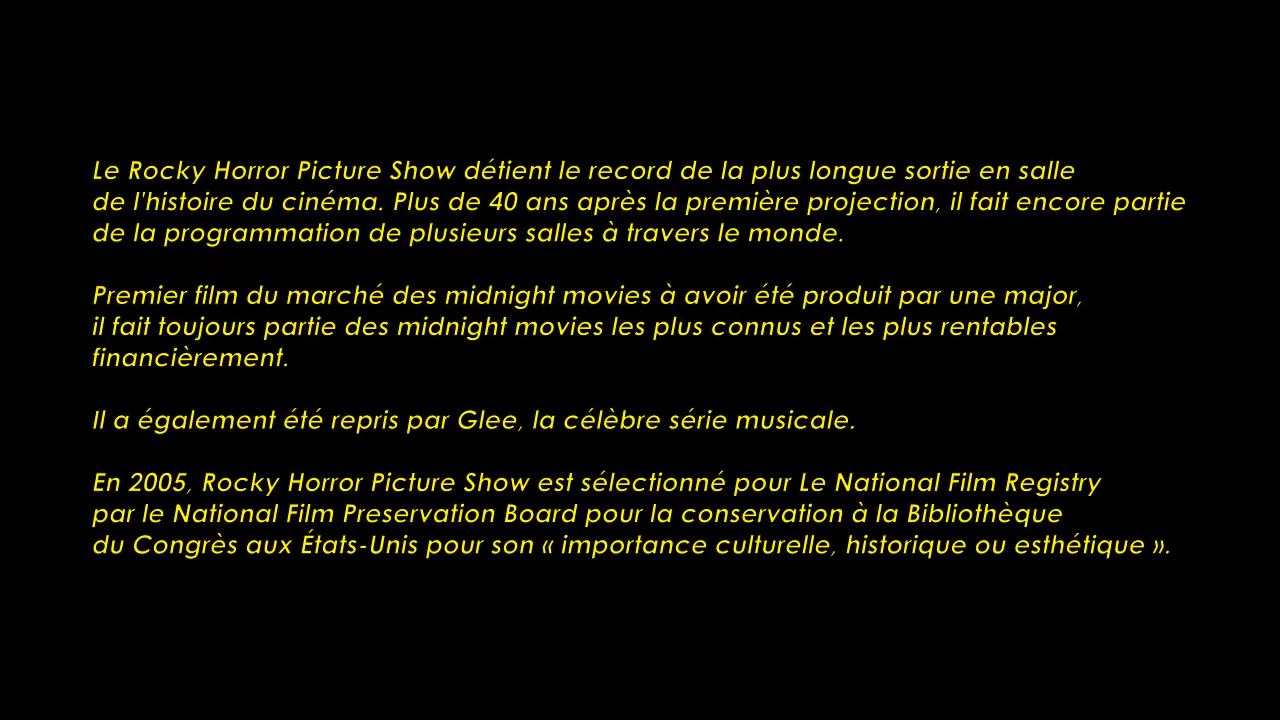 Le Rocky Horror Picture Show détient le record de la plus longue sortie en salle
de l'histoire du cinéma. Plus de 40 ans après la première projection, il fait encore partie
de la programmation de plusieurs salles à travers le monde.
Premier film du marché des midnight movies à avoir été produit par une major,
il fait toujours partie des midnight movies les plus connus et les plus rentables
financièrement.
Il a également été repris par Glee, la célèbre série musicale.
En 2005, Rocky Horror Picture Show est sélectionné pour Le National Film Registry
par le National Film Preservation Board pour la conservation à la Bibliothèque
du Congrès aux États-Unis pour son « importance culturelle, historique ou esthétique ».